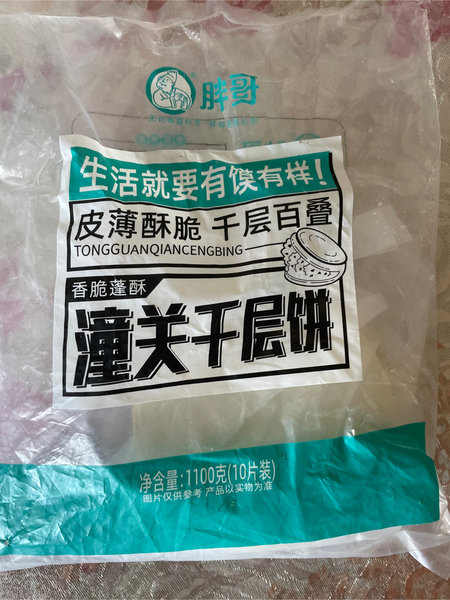 胖哥
生活就要有馍有样！
皮薄酥脆 千层百叠
TONGGUANQIANCENGBING
香脆蓬酥
潼关千层饼
净含量:1100克(10片装)
图片仅供参考 产品以实物为准